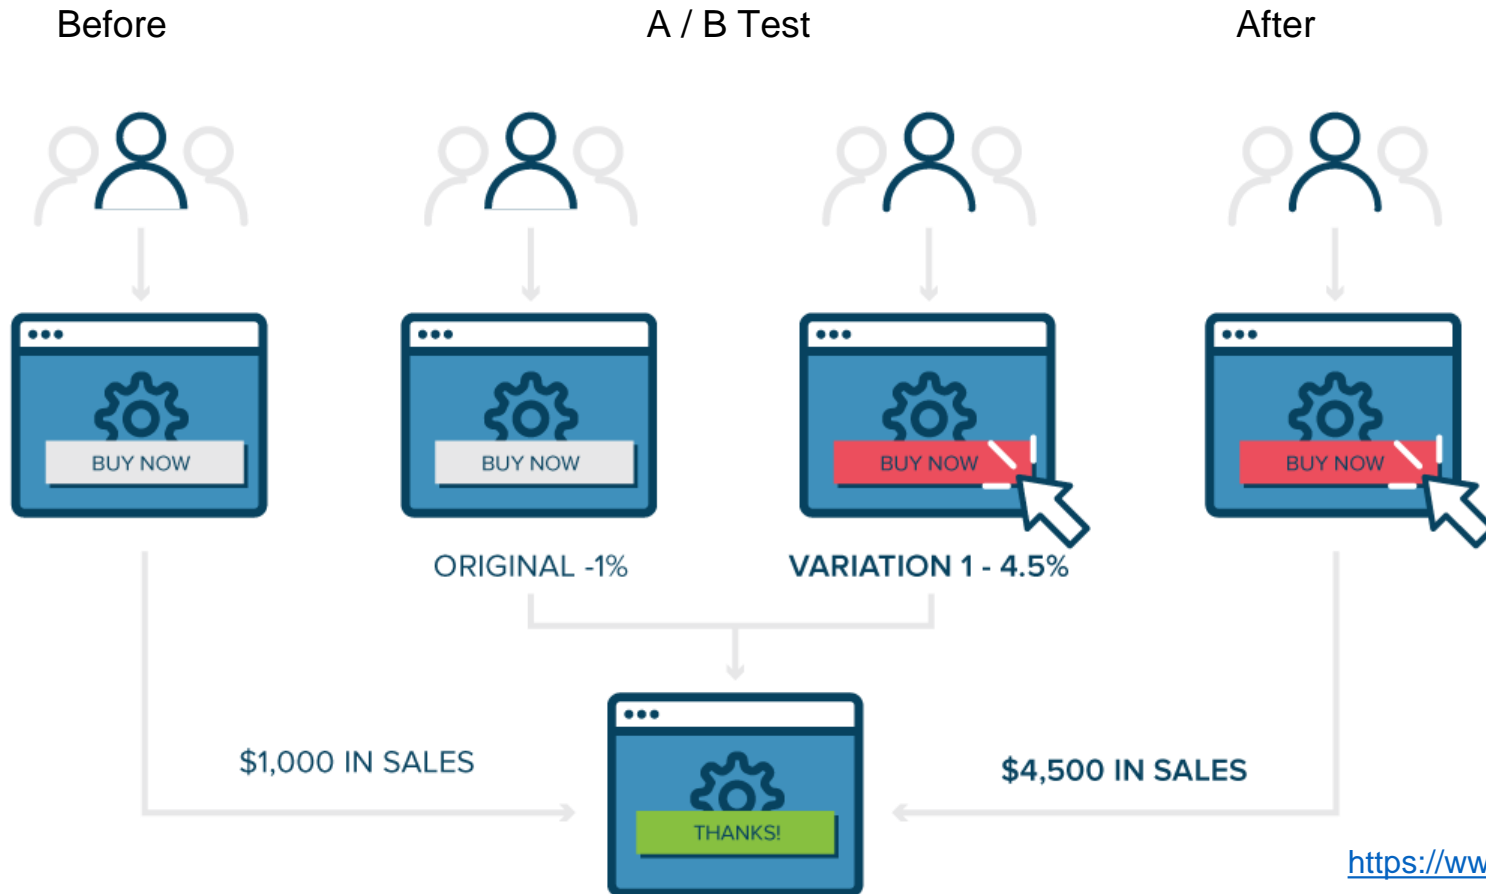 Before
A / B Test
After
BUY NOW
BUY NOW
BUY NOW
BUY NOW
ORIGINAL -1%
VARIATION 1 - 4.5%
$1,000 IN SALES
$4,500 IN SALES
THANKS!
https://ww